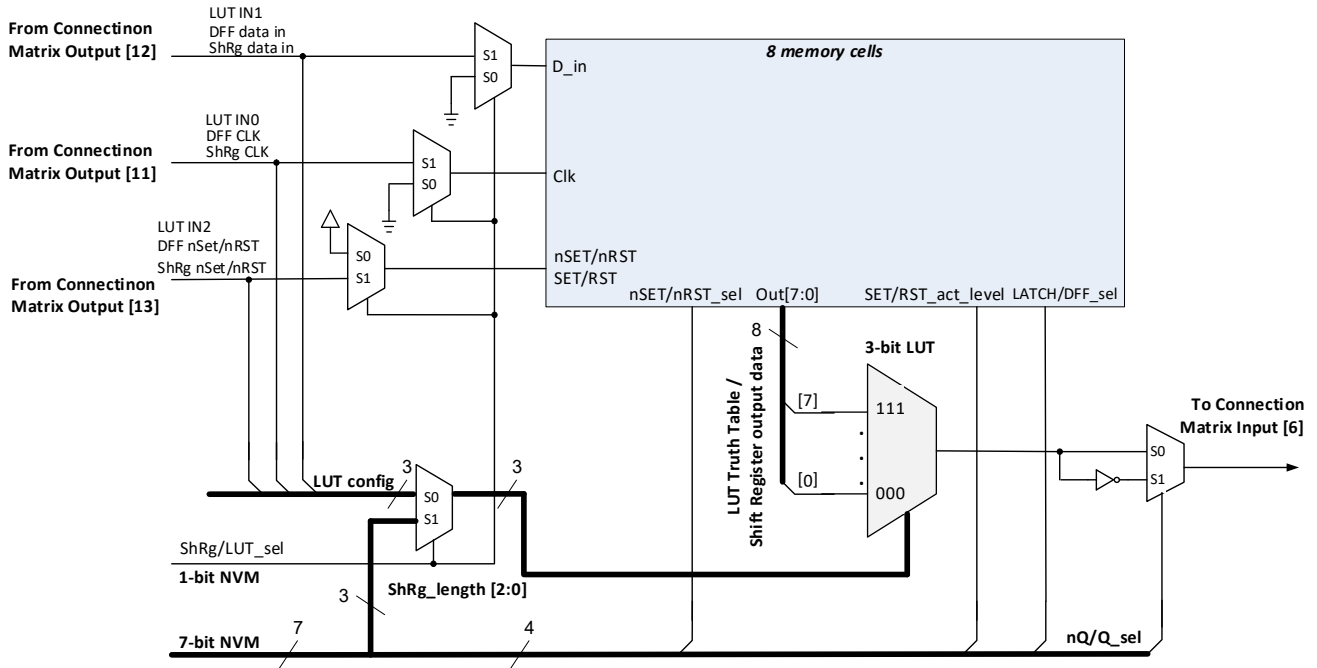 LUT IN1
DFF data in
ShRg data in
From Connectinon
Matrix Output [12]
S1
S0
8 memory cells
D_in
LUT IN0
DFF CLK
ShRg CLK
From Connectinon
Matrix Output [11]
S1
S0
Clk
LUT IN2
DFF nSet/nRST
ShRg nSet/nRST
From Connectinon
Matrix Output [13]
S0
S1
nSET/nRST
SET/RST
nSET/nRST_sel
Out[7:0]
SET/RST_act_level
LATCH/DFF_sel
8
LUT Truth Table /
Shift Register output data
3-bit LUT
[7]
111
[0]
000
To Connection
Matrix Input [6]
S0
S1
LUT config
3
S0
S1
3
ShRg/LUT_sel
1-bit NVM
ShRg_length [2:0]
3
7-bit NVM
7
4
nQ/Q_sel